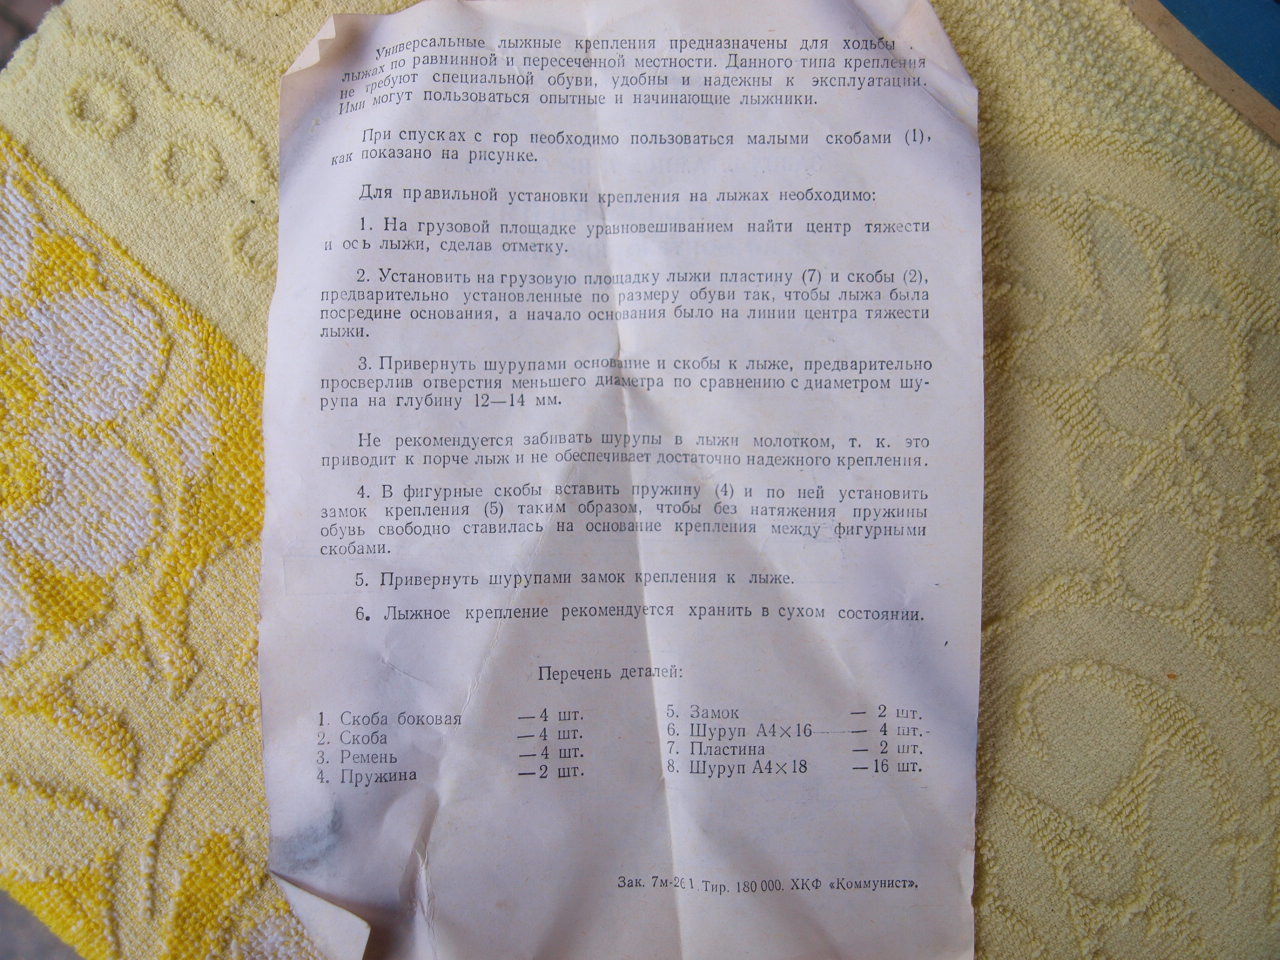 Универсальные лыжные крепления предназначены для ходьбы
лыжах по равнинной и пересеченной местности. Данного типа крепления
не требуют специальной обуви, удобны и надежны к эксплуатации.
Ими могут пользоваться опытные и начинающие лыжники.
При спусках с гор необходимо пользоваться малыми скобами (1),
как показано на рисунке.
Для правильной установки крепления на лыжах необходимо:
1. На грузовой площадке уравновешиванием найти центр тяжести
и ось лыжи, сделав отметку.
2. Установить на грузовую площадку лыжи пластину (7) и скобы (2),
предварительно установленные по размеру обуви так, чтобы лыжа была
посредине основания, а начало основания было на линии центра тяжести
лыжи.
3. Привернуть шурупами основание и скобы к лыже, предварительно
просверлив отверстия меньшего диаметра по сравнению с диаметром шу-
рупа на глубину 12—14 мм.
Не рекомендуется забивать шурупы в лыжи молотком, т. к. это
приводит к порче лыж и не обеспечивает достаточно надежного крепления.
4. В фигурные скобы вставить пружину (4) и по ней установить
замок крепления (5) таким образом, чтобы без натяжения пружины
обувь свободно ставилась на основание крепления между фигурными
скобами.
5. Привернуть шурупами замок крепления к лыже.
6. Лыжное крепление рекомендуется хранить в сухом состоянии.
Перечень деталей:
1. Скоба боковая — 4 шт.
2. Скоба — 4 шт.
3. Ремень — 4 шт.
4. Пружина — 2 шт.
5. Замок — 2 шт.
6. Шуруп А4×16 — 4 шт.
7. Пластина — 2 шт.
8. Шуруп А4×18 — 16 шт.
Зак. 7м-261. Тир. 180 000. ХКФ «Коммунист».